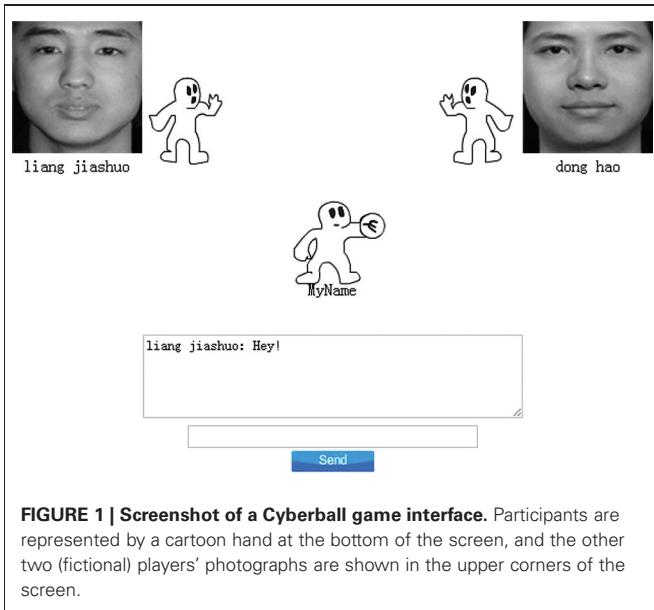 liang jiashuo
dong hao
MyName
liang jiashuo: Hey!
Send
FIGURE 1 | Screenshot of a Cyberball game interface. Participants are
represented by a cartoon hand at the bottom of the screen, and the other
two (fictional) players' photographs are shown in the upper corners of the
screen.